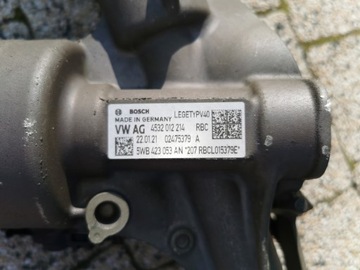 BOSCH
MADE IN GERMANY LEGETYPV40
VW AG 4532 012 214 RBC
22.01.21 02475379 A
5WB 423 053 AN *207 RBCL015379E*